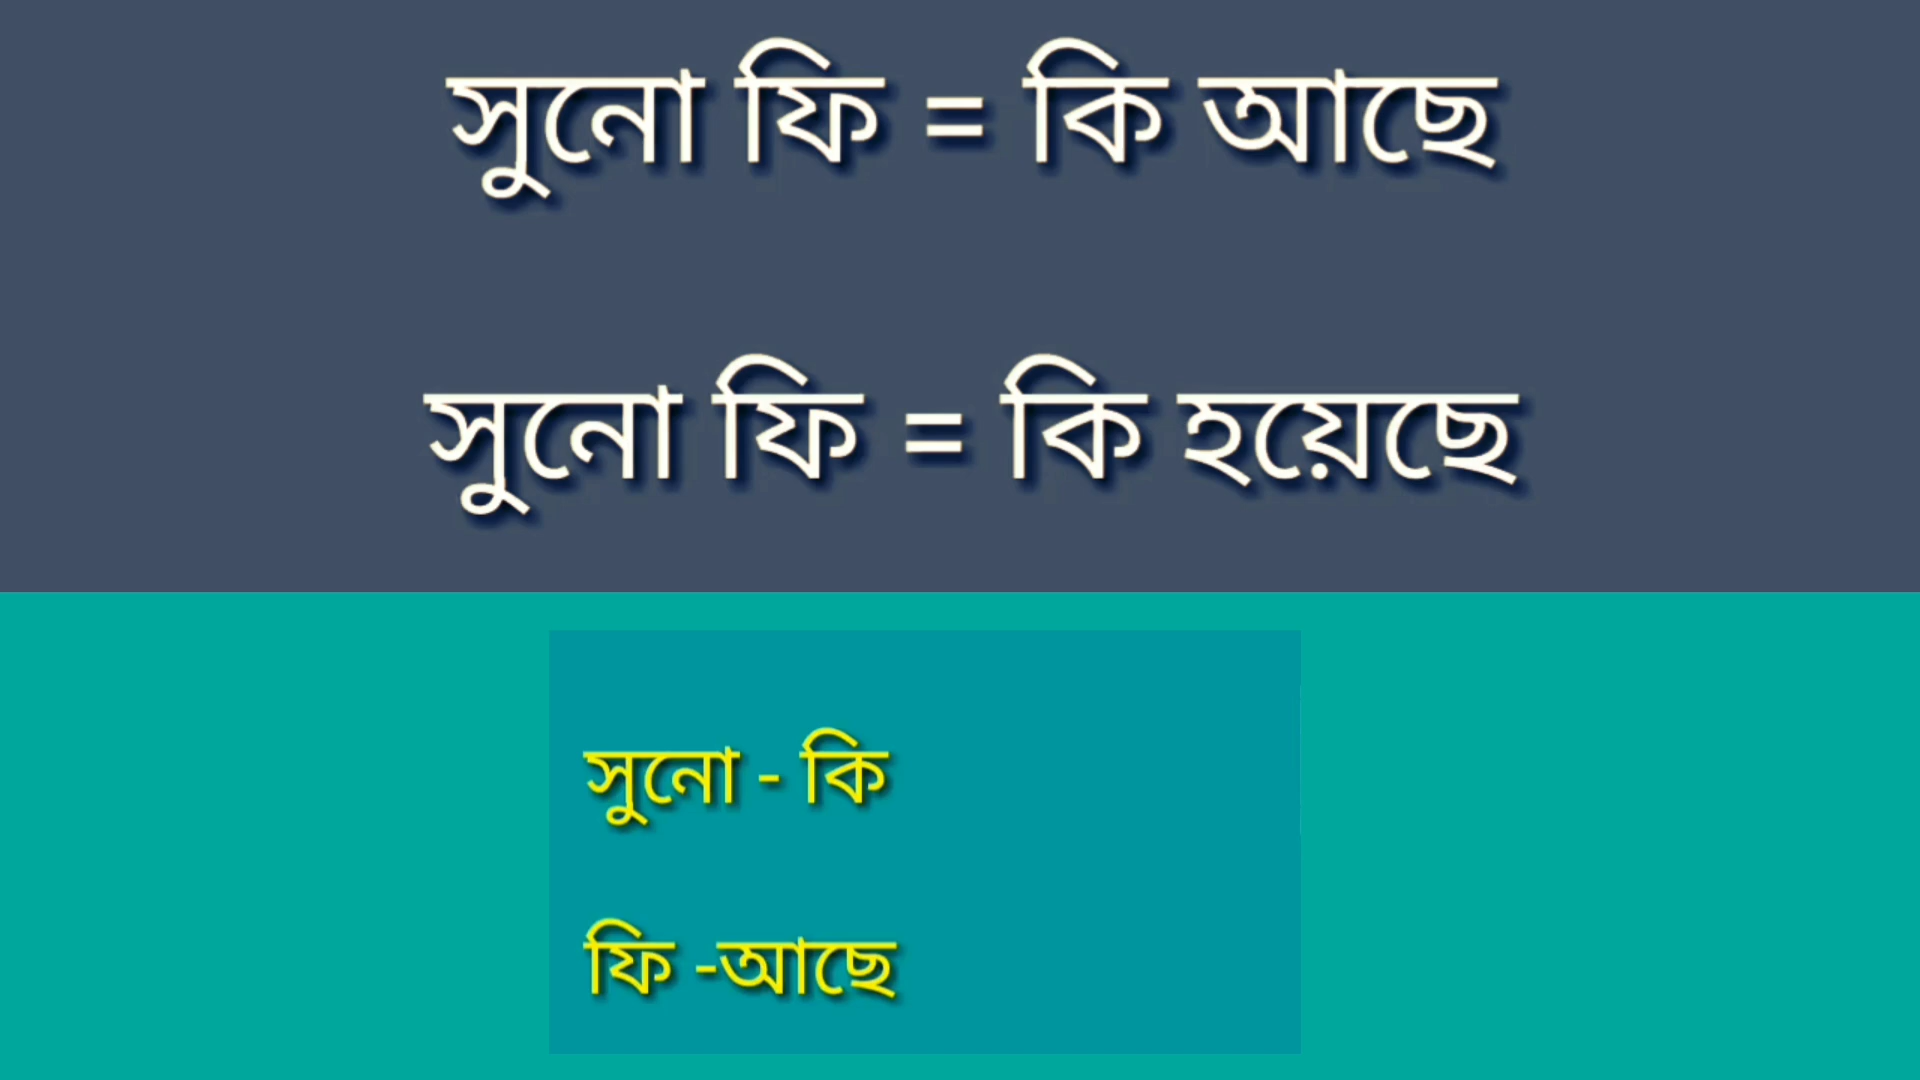 সুনো ফি = কি আছে
সুনো ফি = কি হয়েছে
সুনো - কি
ফি -আছে